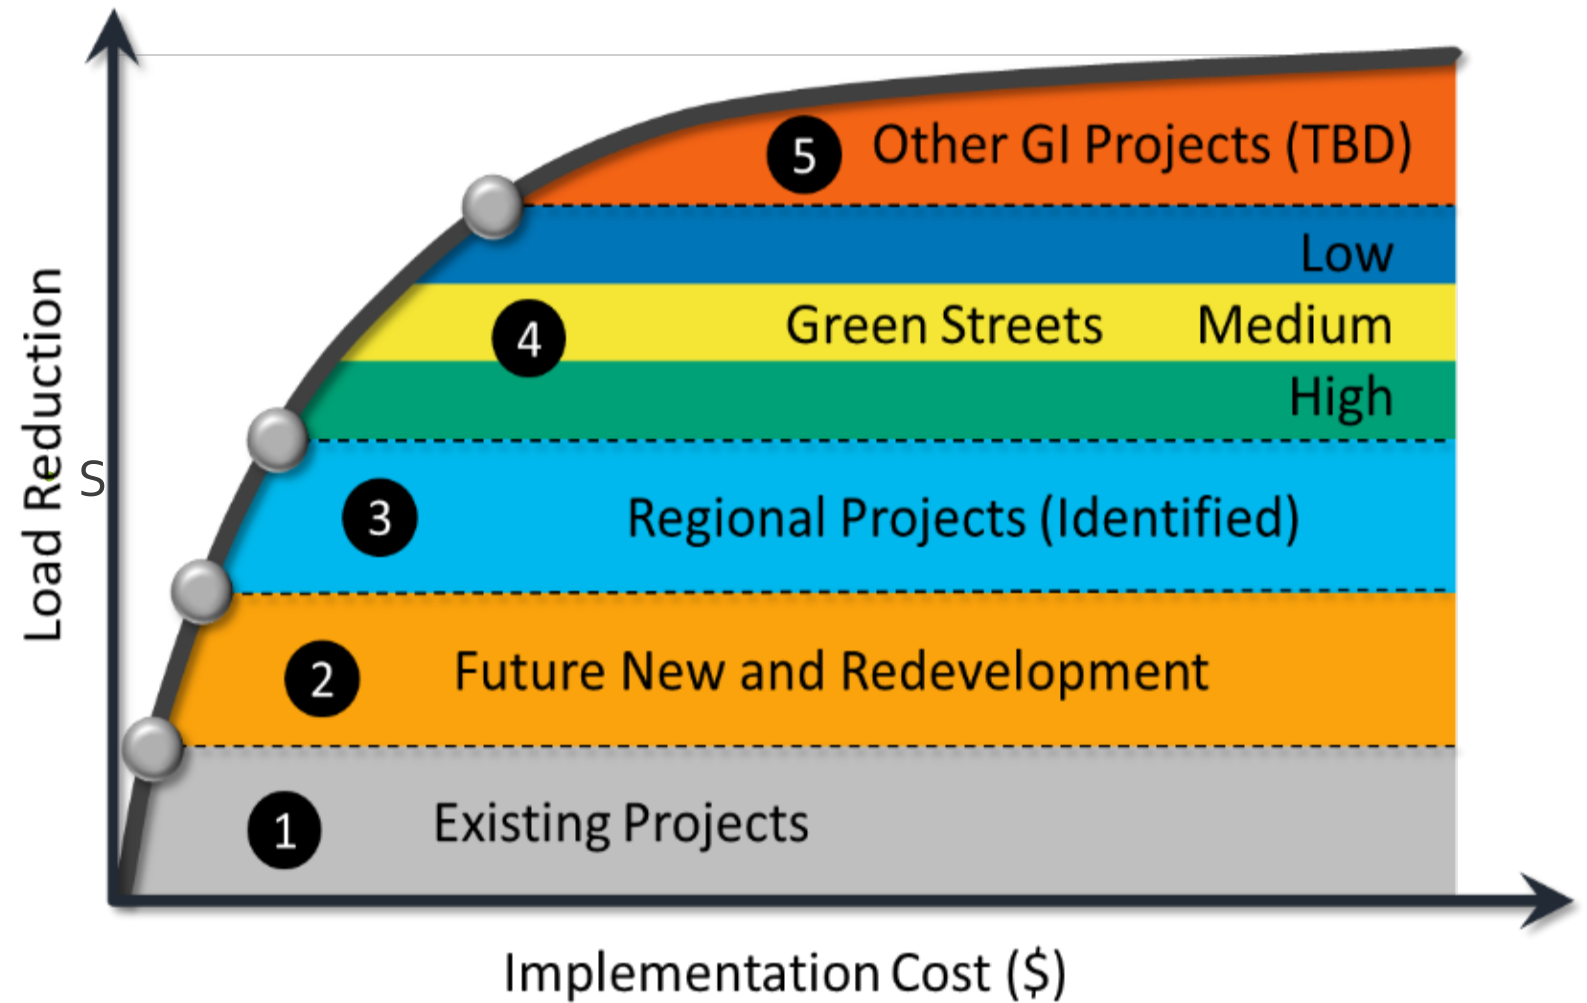 5 Other GI Projects (TBD)
Low
4 Green Streets Medium
High
3 Regional Projects (Identified)
2 Future New and Redevelopment
1 Existing Projects
Load Reduction
S
Implementation Cost ($)